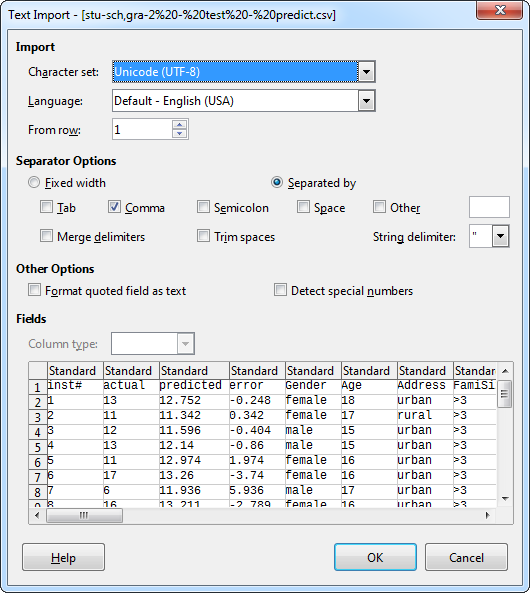 Text Import - [stu-sch,gra-2%20-%20test%20-%20predict.csv]
Import
Character set: Unicode (UTF-8)
Language: Default - English (USA)
From row: 1
Separator Options
Fixed width Separated by
Tab Comma Semicolon Space Other
Merge delimiters Trim spaces String delimiter: "
Other Options
Format quoted field as text Detect special numbers
Fields
Column type:
Standard Standard Standard Standard Standard Standard Standard Standar
1 inst# actual predicted error Gender Age Address FamiSi
2 1 13 12.752 -0.248 female 18 urban >3
3 2 11 11.342 0.342 female 17 rural >3
4 3 12 11.596 -0.404 male 15 urban >3
5 4 13 12.14 -0.86 male 15 urban >3
6 5 11 12.974 1.974 female 16 urban >3
7 6 17 13.26 -3.74 female 16 urban >3
8 7 6 11.936 5.936 male 17 urban >3
9 8 16 13.211 -2.789 female 16 urban >3
Help OK Cancel